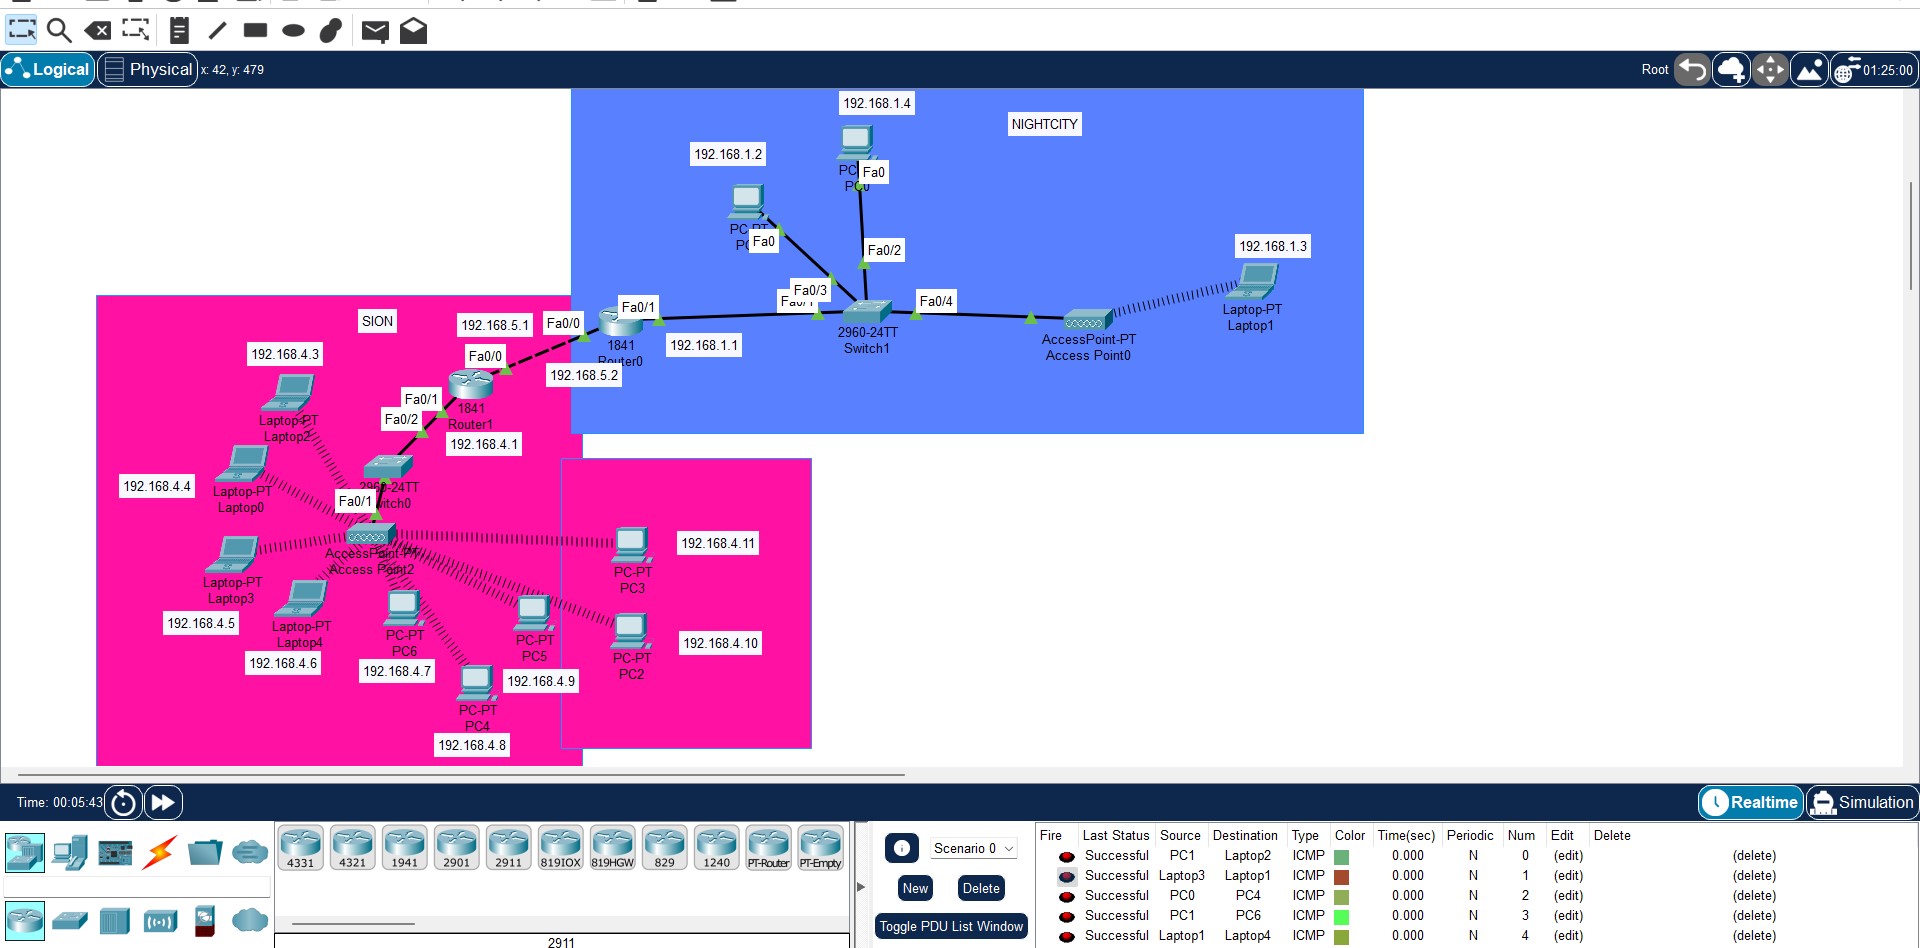 Logical
Physical
x: 42, y: 479
Root
01:25:00
192.168.1.4
NIGHTCITY
192.168.1.2
PC
Fa0
PC0
PC-PT
Fa0
Fa0/2
192.168.1.3
Laptop-PT
Laptop1
Fa0/3
Fa0/1
Fa0/4
2960-24TT
Switch1
AccessPoint-PT
Access Point0
Fa0/1
Fa0/0
1841
Router0
192.168.1.1
192.168.5.2
SION
192.168.5.1
Fa0/0
192.168.4.3
Laptop-PT
Laptop2
Fa0/1
Fa0/2
1841
Router1
192.168.4.1
192.168.4.4
Laptop-PT
Laptop0
2960-24TT
Switch0
Fa0/1
AccessPoint-PT
Access Point2
Laptop-PT
Laptop3
192.168.4.5
Laptop-PT
Laptop4
192.168.4.6
PC-PT
PC6
192.168.4.7
PC-PT
PC4
192.168.4.8
PC-PT
PC5
192.168.4.9
PC-PT
PC3
192.168.4.11
PC-PT
PC2
192.168.4.10
Time: 00:05:43
Realtime
Simulation
4331 4321 1941 2901 2911 819IOX 819HGW 829 1240 PT-Router PT-Empty
2911
Scenario 0
New
Delete
Toggle PDU List Window
Fire Last Status Source Destination Type Color Time(sec) Periodic Num Edit Delete
Successful PC1 Laptop2 ICMP 0.000 N 0 (edit) (delete)
Successful Laptop3 Laptop1 ICMP 0.000 N 1 (edit) (delete)
Successful PC0 PC4 ICMP 0.000 N 2 (edit) (delete)
Successful PC1 PC6 ICMP 0.000 N 3 (edit) (delete)
Successful Laptop1 Laptop4 ICMP 0.000 N 4 (edit) (delete)